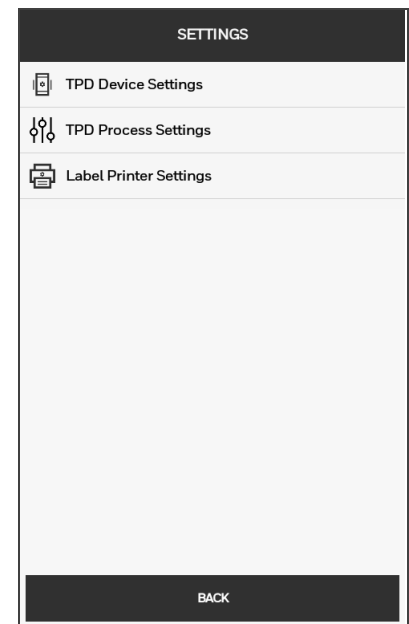 SETTINGS
TPD Device Settings
TPD Process Settings
Label Printer Settings
BACK